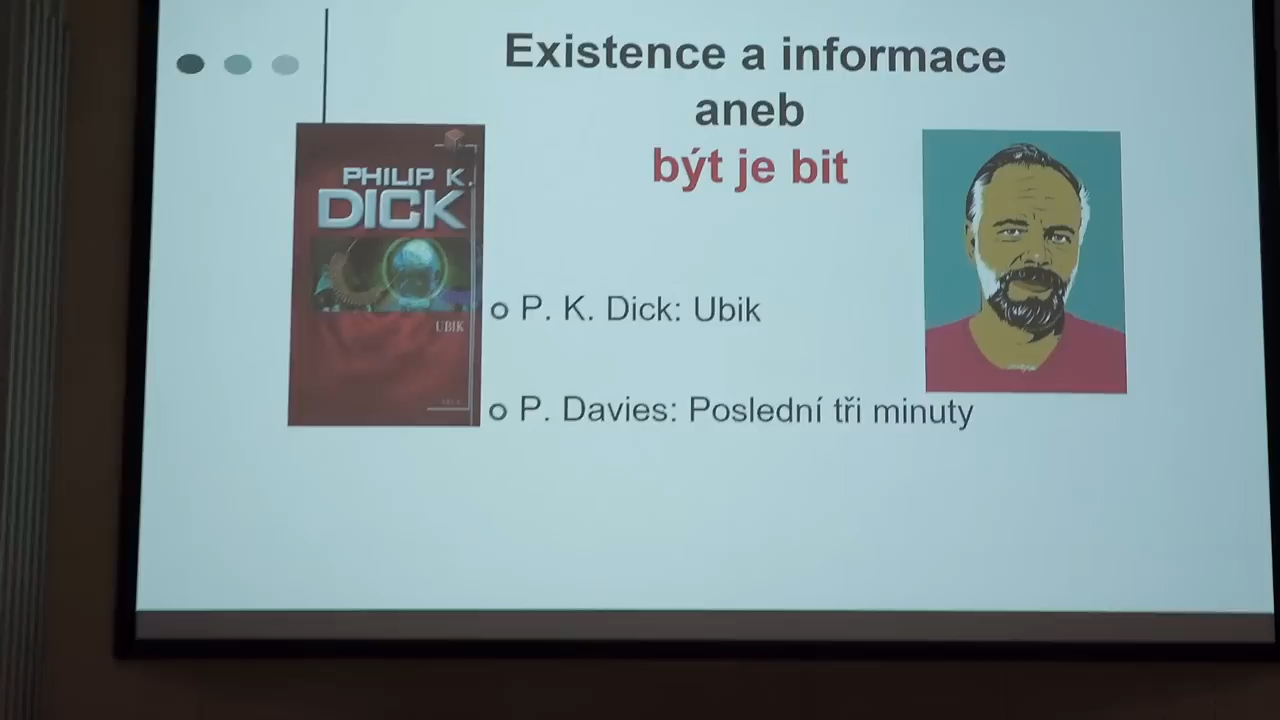 Existence a informace
aneb
být je bit
PHILIP K.
DICK
UBIK
P. K. Dick: Ubik
P. Davies: Poslední tři minuty